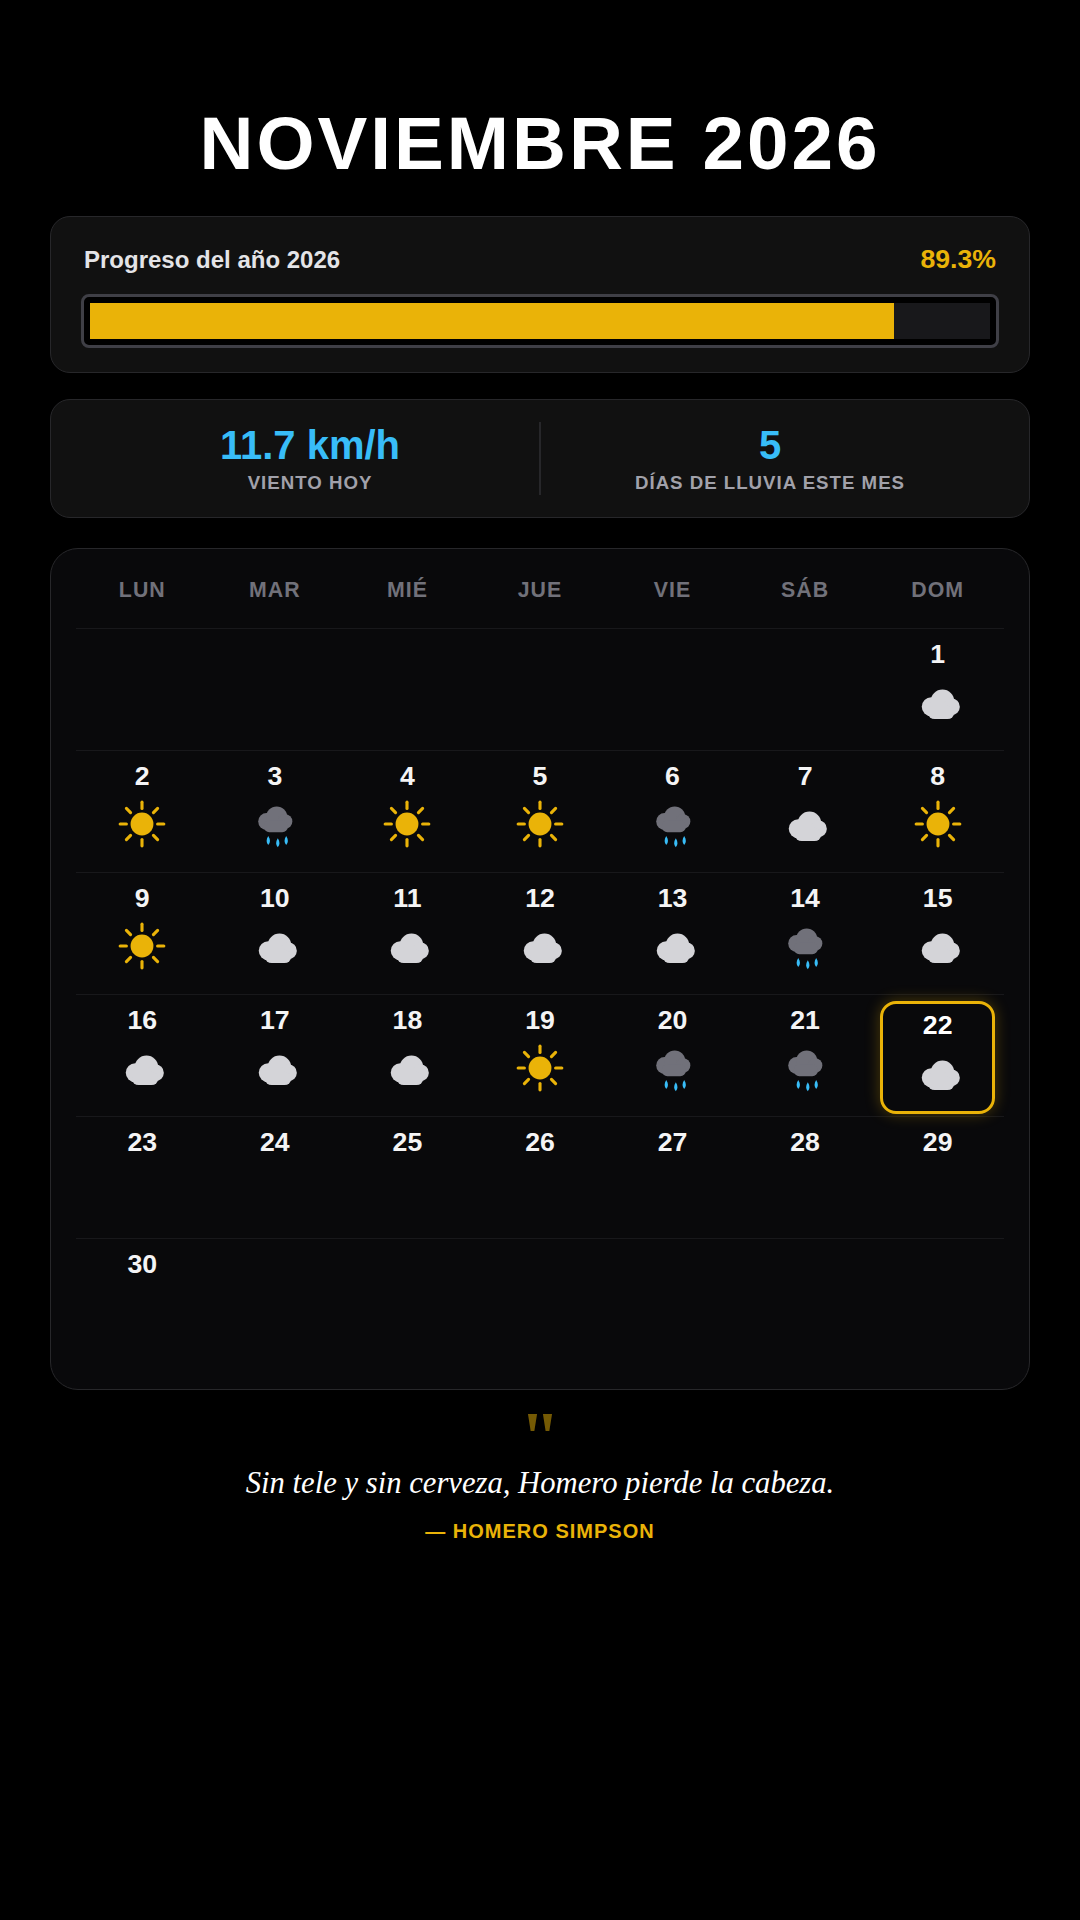 NOVIEMBRE 2026
Progreso del año 2026 89.3%
11.7 km/h 5
VIENTO HOY DÍAS DE LLUVIA ESTE MES
LUN MAR MIÉ JUE VIE SÁB DOM
1
2 3 4 5 6 7 8
9 10 11 12 13 14 15
16 17 18 19 20 21 22
23 24 25 26 27 28 29
30
"
Sin tele y sin cerveza, Homero pierde la cabeza.
— HOMERO SIMPSON